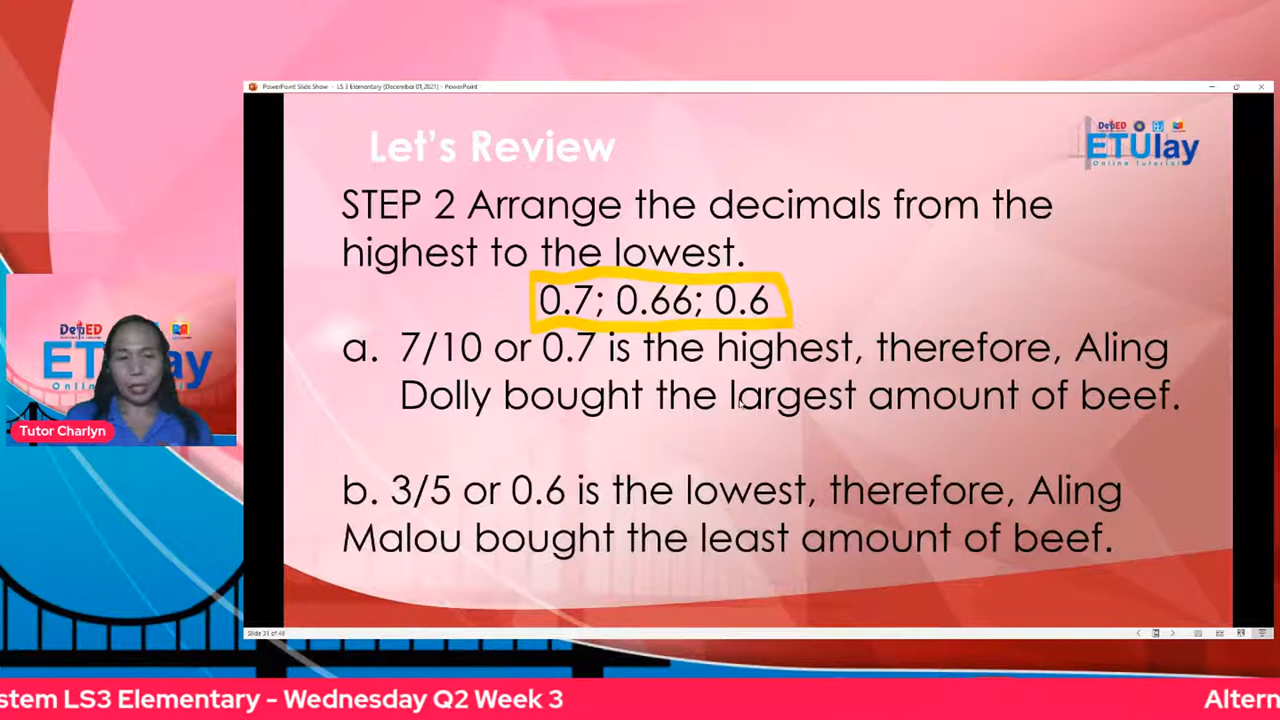 PowerPoint Slide Show - LS 3 Elementary (December 01,2021) - PowerPoint
Let's Review
DepED
ETUlay
Online Tutorial
STEP 2 Arrange the decimals from the
highest to the lowest.
0.7; 0.66; 0.6
a. 7/10 or 0.7 is the highest, therefore, Aling
Dolly bought the largest amount of beef.
b. 3/5 or 0.6 is the lowest, therefore, Aling
Malou bought the least amount of beef.
DepED
Tutor Charlyn
Slide 31 of 49
stem LS3 Elementary - Wednesday Q2 Week 3
Altern